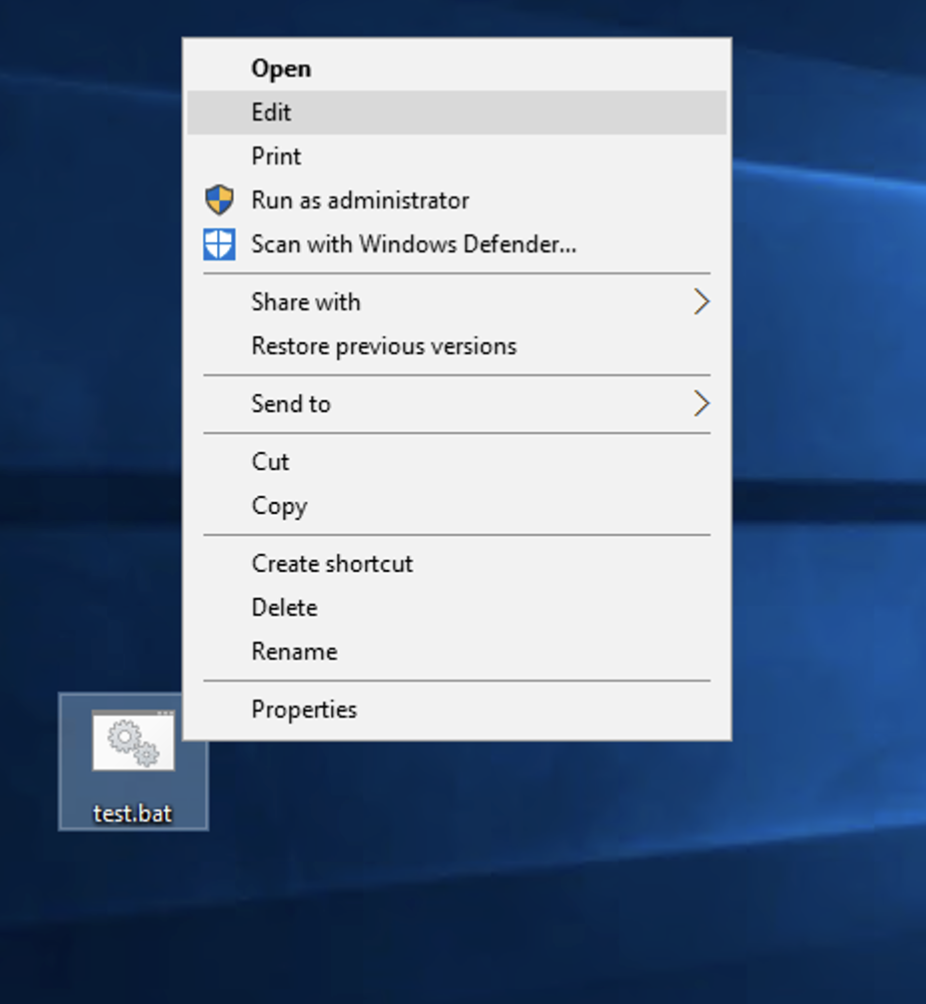 Open
Edit
Print
Run as administrator
Scan with Windows Defender...
Share with
Restore previous versions
Send to
Cut
Copy
Create shortcut
Delete
Rename
Properties
test.bat